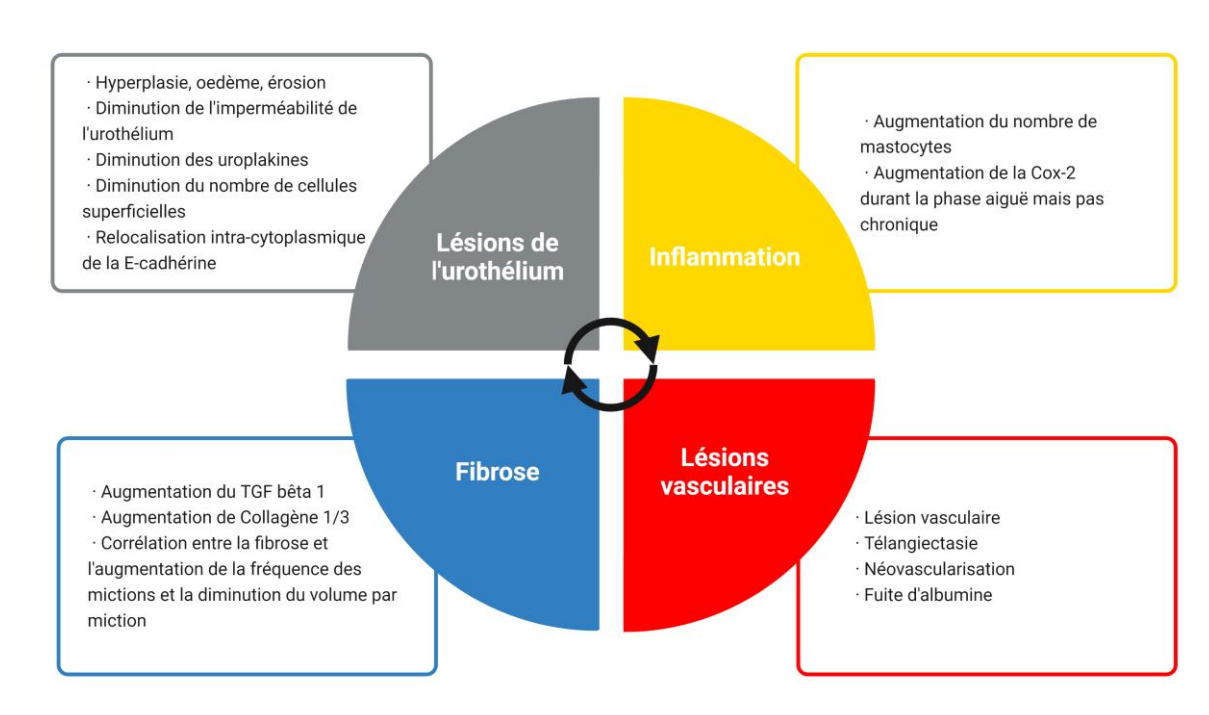 · Hyperplasie, oedème, érosion
· Diminution de l'imperméabilité de
l'urothélium
· Diminution des uroplakines
· Diminution du nombre de cellules
superficielles
· Relocalisation intra-cytoplasmique
de la E-cadhérine
Lésions de
l'urothélium
Inflammation
· Augmentation du nombre de
mastocytes
· Augmentation de la Cox-2
durant la phase aiguë mais pas
chronique
· Augmentation du TGF bêta 1
· Augmentation de Collagène 1/3
· Corrélation entre la fibrose et
l'augmentation de la fréquence des
mictions et la diminution du volume par
miction
Fibrose
Lésions
vasculaires
· Lésion vasculaire
· Télangiectasie
· Néovascularisation
· Fuite d'albumine